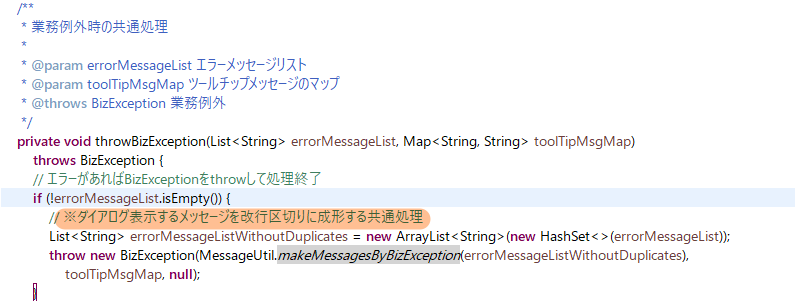 /**
* 業務例外時の共通処理
*
* @param errorMessageList エラーメッセージリスト
* @param toolTipMsgMap ツールチップメッセージのマップ
* @throws BizException 業務例外
*/
private void throwBizException(List<String> errorMessageList, Map<String, String> toolTipMsgMap)
throws BizException {
// エラーがあればBizExceptionをthrowして処理終了
if (!errorMessageList.isEmpty()) {
// ※ダイアログ表示するメッセージを改行区切りに成形する共通処理
List<String> errorMessageListWithoutDuplicates = new ArrayList<String>(new HashSet<>(errorMessageList));
throw new BizException(MessageUtil.makeMessagesByBizException(errorMessageListWithoutDuplicates),
toolTipMsgMap, null);
}